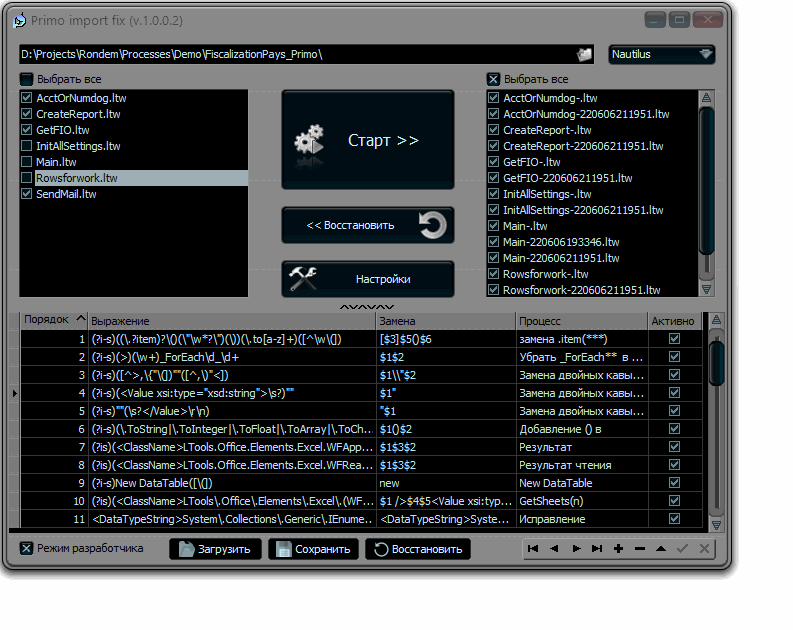 Primo import fix (v.1.0.0.2)
D:\Projects\Rondem\Processes\Demo\FiscalizationPays_Primo\
Nautilus
Выбрать все
AcctOrNumdog.ltw
CreateReport.ltw
GetFIO.ltw
InitAllSettings.ltw
Main.ltw
Rowsforwork.ltw
SendMail.ltw
Старт >>
<< Восстановить
Настройки
Выбрать все
AcctOrNumdog-.ltw
AcctOrNumdog-220606211951.ltw
CreateReport-.ltw
CreateReport-220606211951.ltw
GetFIO-.ltw
GetFIO-220606211951.ltw
InitAllSettings-.ltw
InitAllSettings-220606211951.ltw
Main-.ltw
Main-220606193346.ltw
Main-220606211951.ltw
Rowsforwork-.ltw
Rowsforwork-220606211951.ltw
Порядок Выражение Замена Процесс Активно
1 (?i-s)((\.?item)?\()(\"\w*?\")(\))(\.to[a-z]+)([^\w\(]) [$3]$5()$6 замена .item(***)
2 (?i-s)(>)(\w+)_ForEach\d_\d+ $1$2 Убрать _ForEach** в ...
3 (?i-s)([^>,\{"\(])""([^,\)"<]) $1\\"$2 Замена двойных кавы...
4 (?i-s)(<Value xsi:type="xsd:string">\s?)"" $1" Замена двойных кавы...
5 (?i-s)""(\s?</Value>\r\n) "$1 Замена двойных кавы...
6 (?i-s)(\.ToString|\.ToInteger|\.ToFloat|\.ToArray|\.ToCh... $1()$2 Добавление () в
7 (?is)(<ClassName>LTools.Office.Elements.Excel.WFApp... $1$3$2 Результат
8 (?is)(<ClassName>LTools.Office.Elements.Excel.WFRea... $1$3$2 Результат чтения
9 (?i-s)New DataTable([\(]) new New DataTable
10 (?is)(<ClassName>LTools\.Office\.Elements\.Excel\.(WF... $1 />$4$5<Value xsi:typ... GetSheets(n)
11 <DataTypeString>System\.Collections\.Generic\.IEnume... <DataTypeString>Syste... Исправление
Режим разработчика
Загрузить
Сохранить
Восстановить